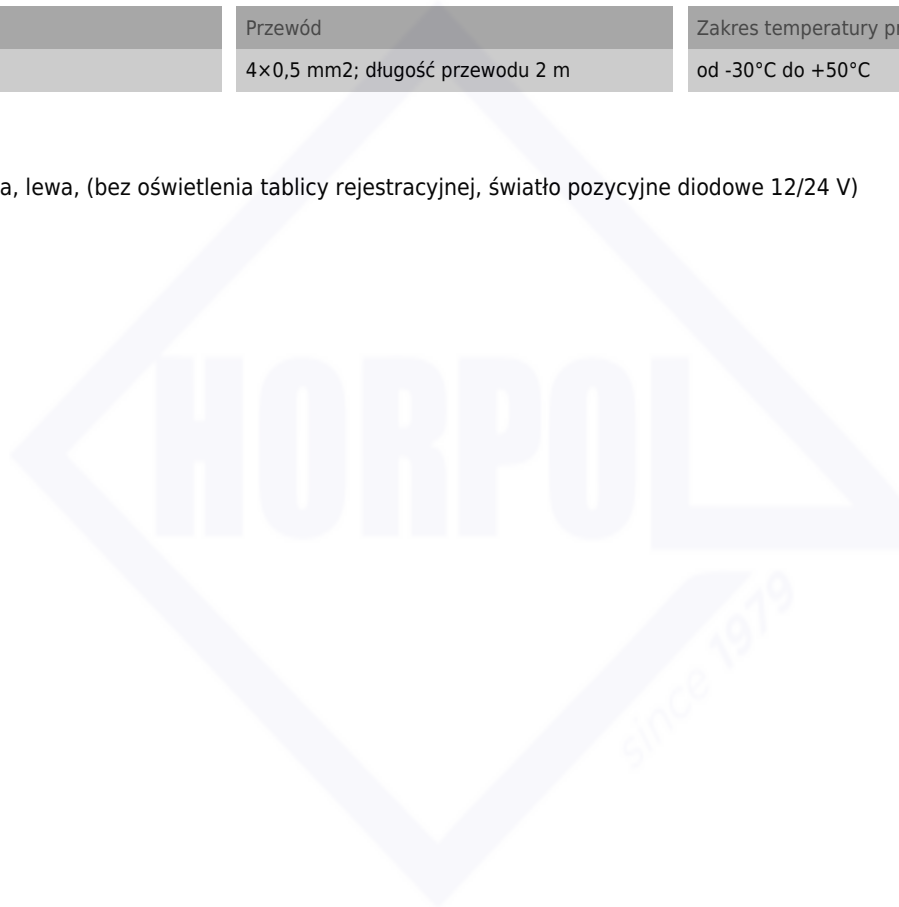 Przewód
Zakres temperatury
4×0,5 mm2; długość przewodu 2 m
od -30°C do +50°C
lewa, (bez oświetlenia tablicy rejestracyjnej, światło pozycyjne diodowe 12/24 V)
HORPOL
since 1979